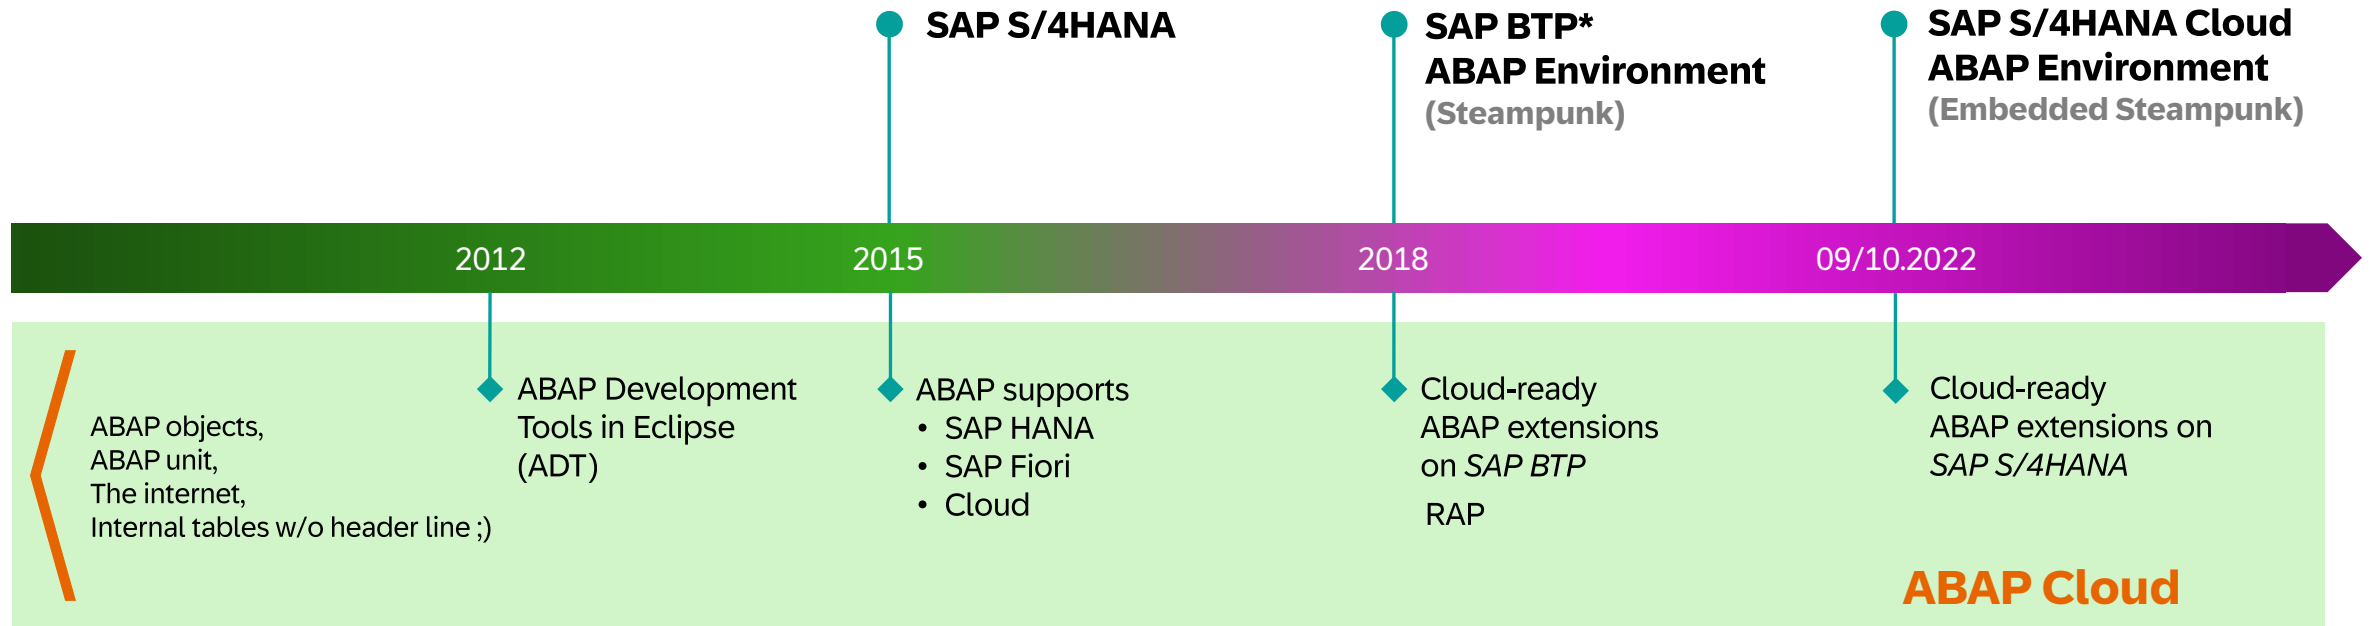 SAP S/4HANA
SAP BTP*
ABAP Environment
(Steampunk)
SAP S/4HANA Cloud
ABAP Environment
(Embedded Steampunk)
2012
2015
2018
09/10.2022
ABAP objects,
ABAP unit,
The internet,
Internal tables w/o header line ;)
ABAP Development
Tools in Eclipse
(ADT)
ABAP supports
• SAP HANA
• SAP Fiori
• Cloud
Cloud-ready
ABAP extensions
on SAP BTP
RAP
Cloud-ready
ABAP extensions on
SAP S/4HANA
ABAP Cloud